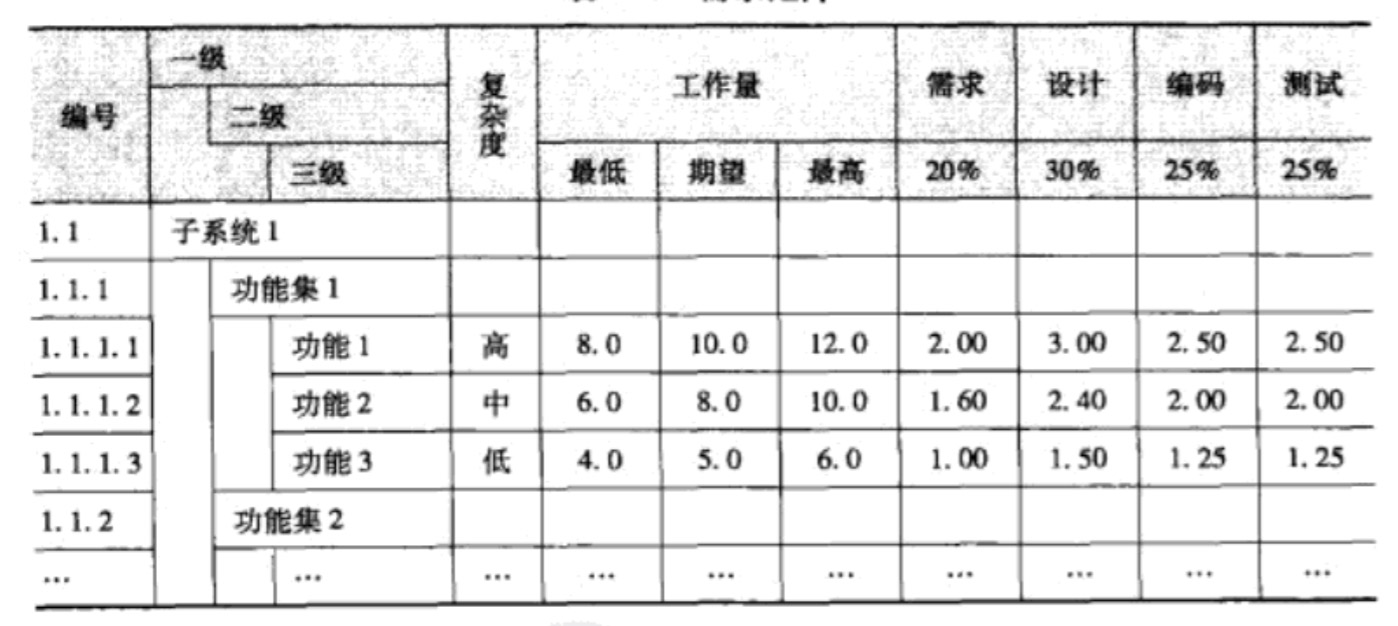 编号 一级 复杂度 工作量 需求 设计 编码 测试
二级
三级 最低 期望 最高 20% 30% 25% 25%
1.1 子系统1
1.1.1 功能集1
1.1.1.1 功能1 高 8.0 10.0 12.0 2.00 3.00 2.50 2.50
1.1.1.2 功能2 中 6.0 8.0 10.0 1.60 2.40 2.00 2.00
1.1.1.3 功能3 低 4.0 5.0 6.0 1.00 1.50 1.25 1.25
1.1.2 功能集2
… … … … … … … … … …